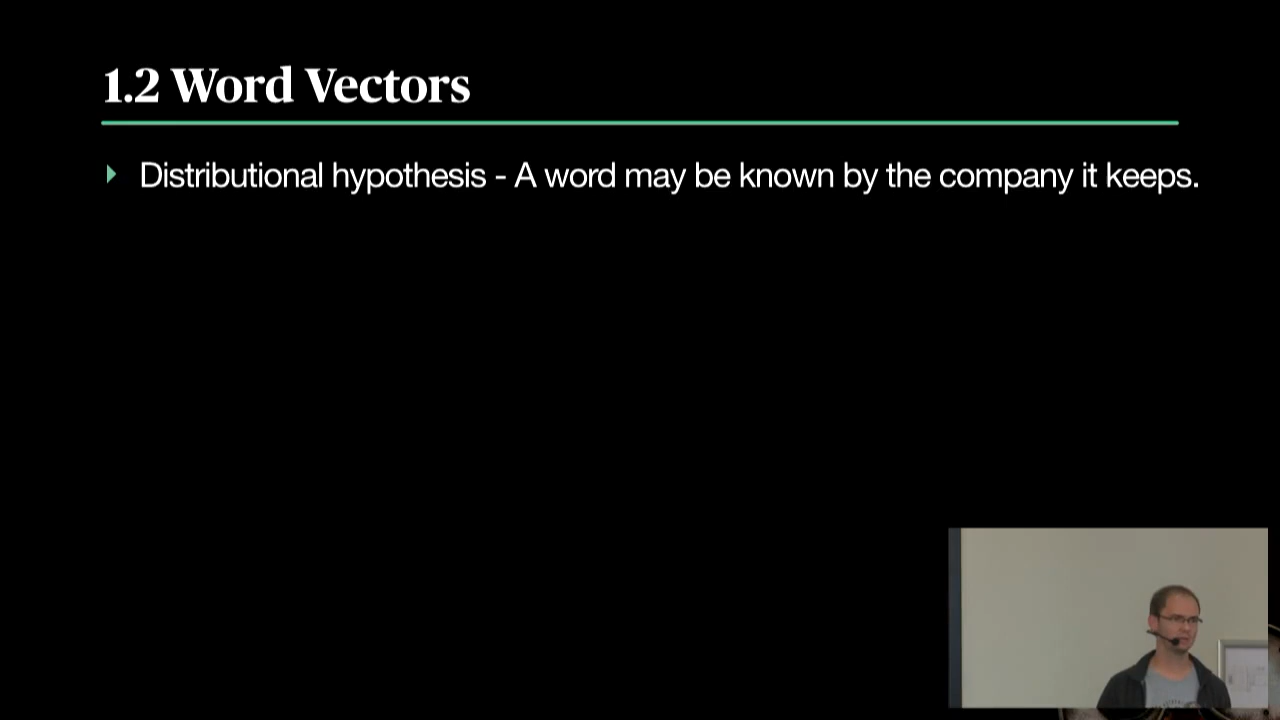 1.2 Word Vectors
Distributional hypothesis - A word may be known by the company it keeps.